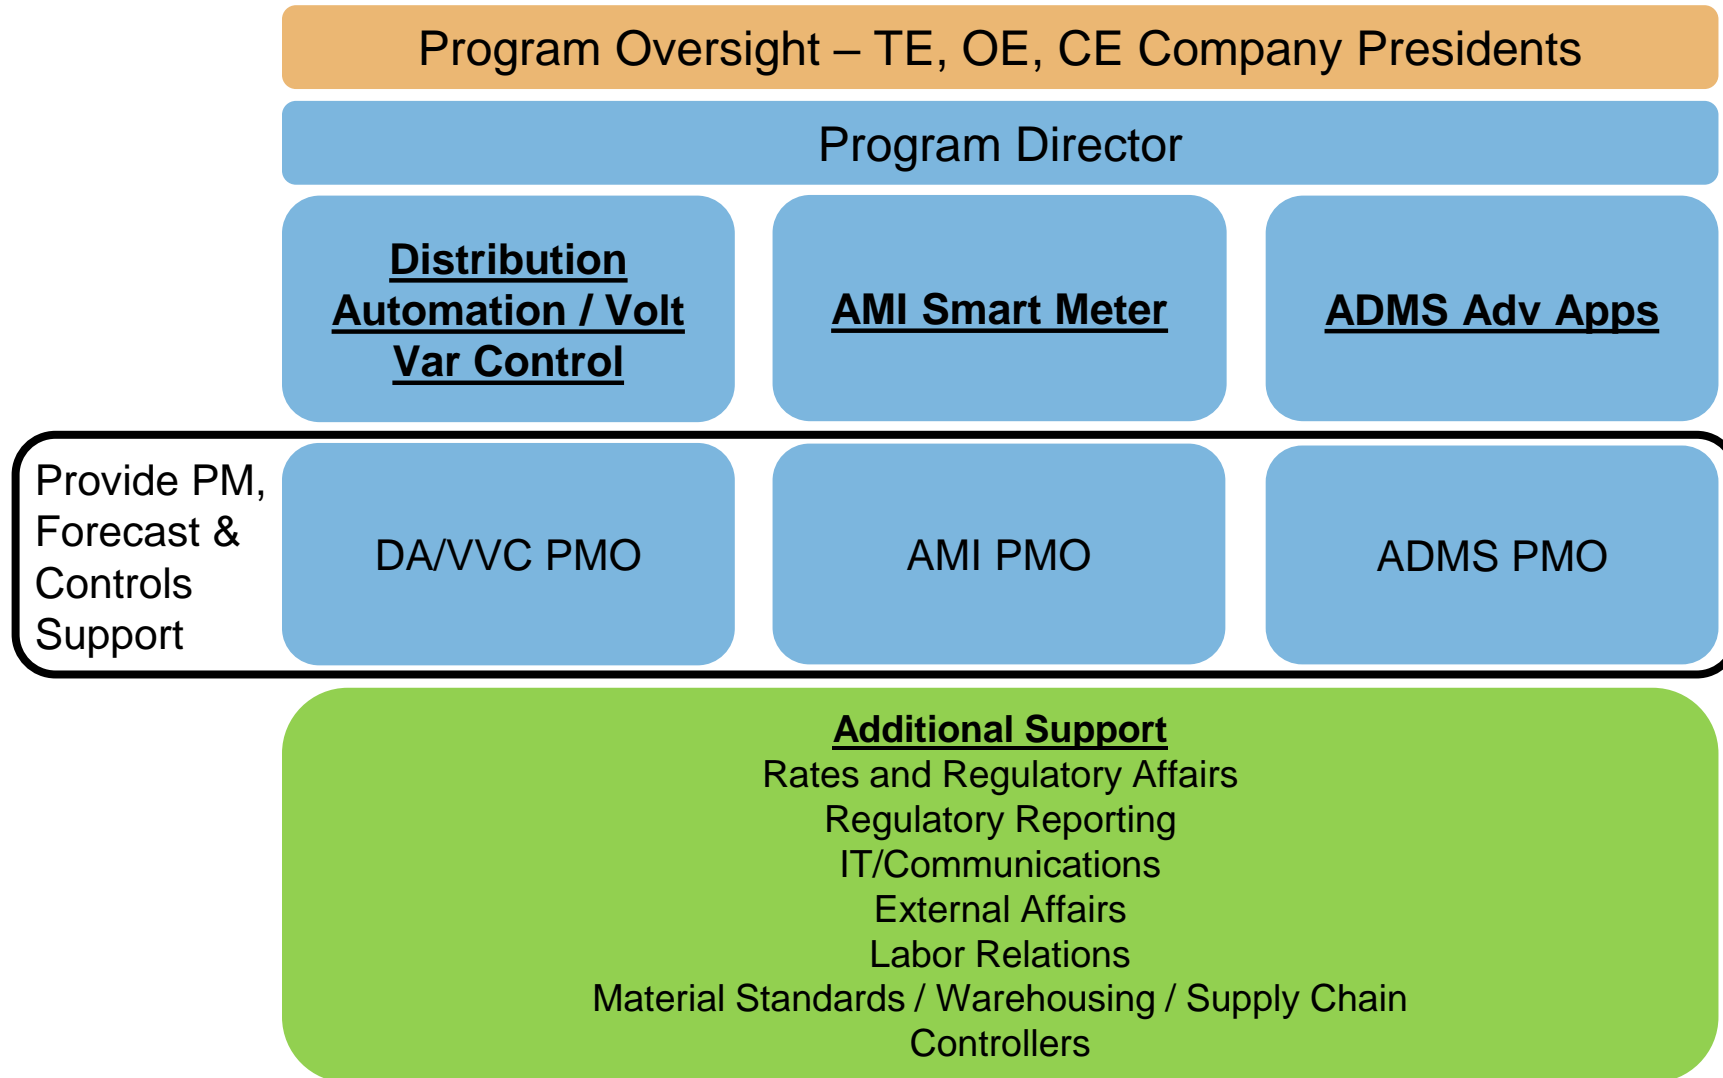 Program Oversight – TE, OE, CE Company Presidents
Program Director
Distribution
Automation / Volt
Var Control
AMI Smart Meter
ADMS Adv Apps
Provide PM,
Forecast &
Controls
Support
DA/VVC PMO
AMI PMO
ADMS PMO
Additional Support
Rates and Regulatory Affairs
Regulatory Reporting
IT/Communications
External Affairs
Labor Relations
Material Standards / Warehousing / Supply Chain
Controllers